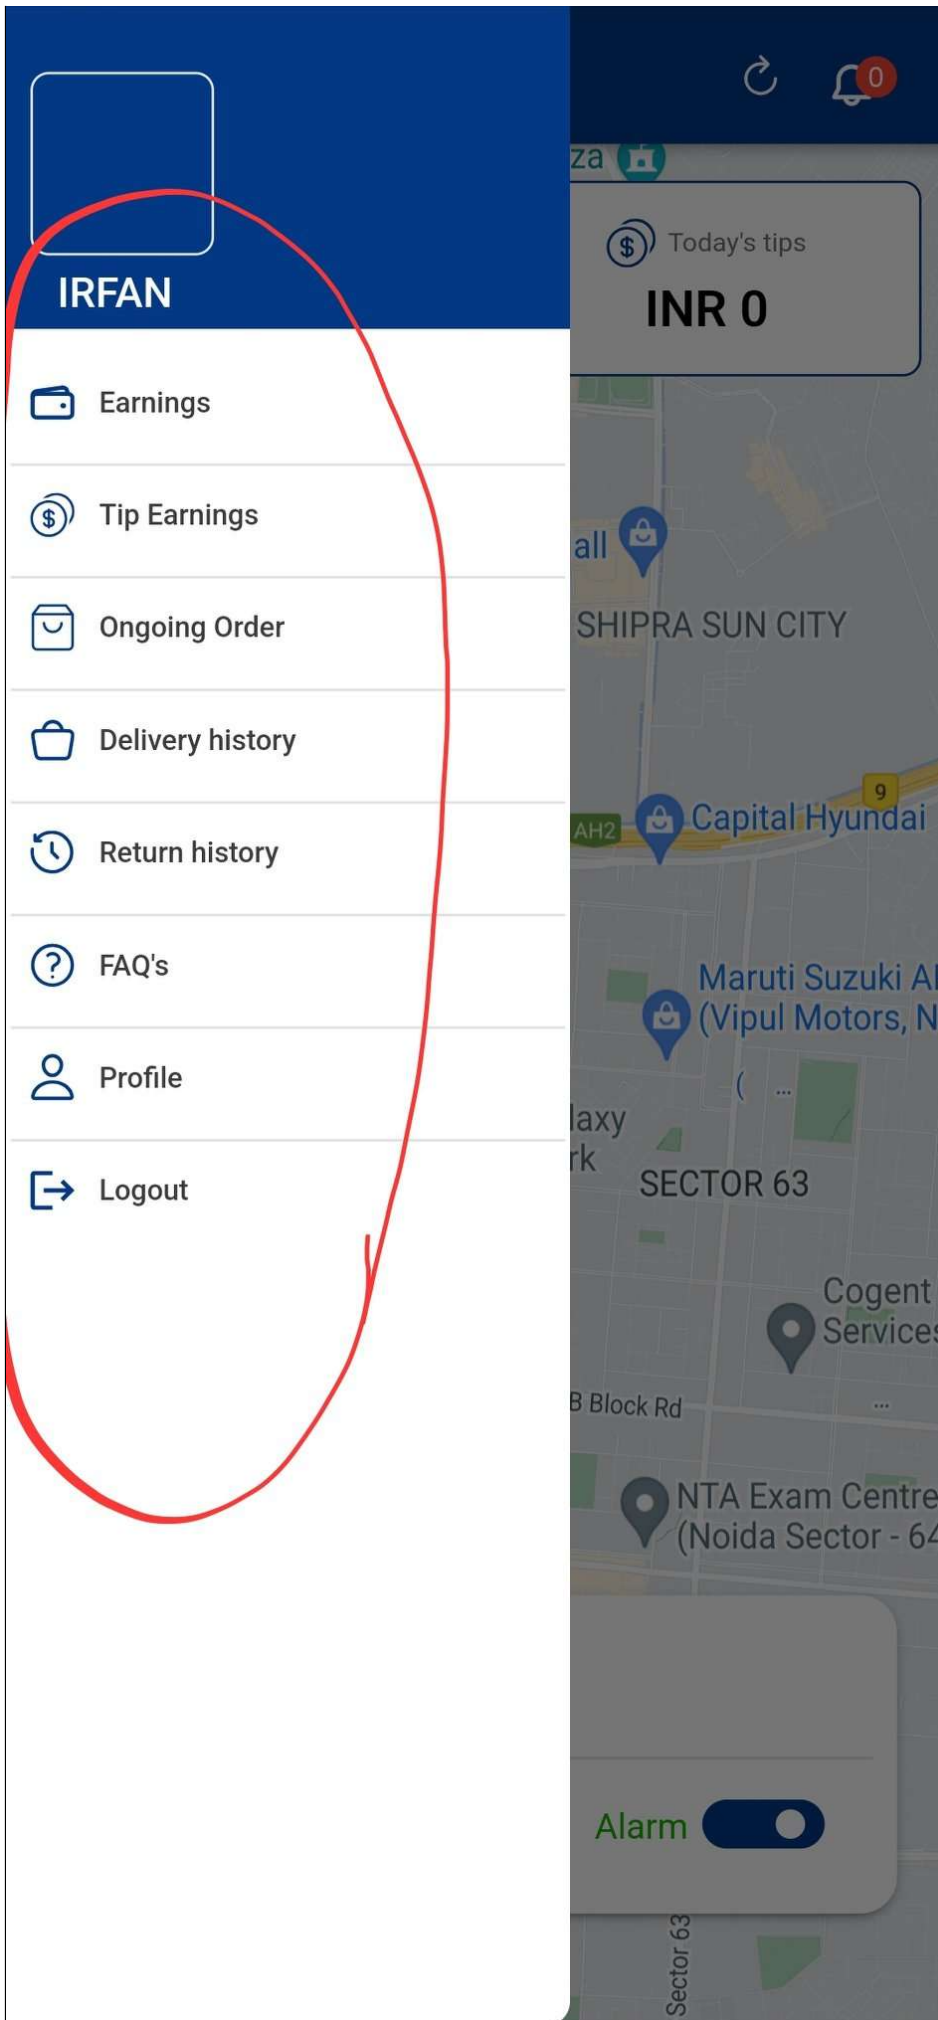 0
za
Today's tips
INR 0
IRFAN
Earnings
Tip Earnings
all
Ongoing Order
SHIPRA SUN CITY
Delivery history
9
AH2
Capital Hyundai
Return history
FAQ's
Maruti Suzuki
(Vipul Motors, N
Profile
( ...
laxy
rk
SECTOR 63
Logout
Cogent
Services
B Block Rd
...
NTA Exam Centre
(Noida Sector - 64
Alarm
Sector 63